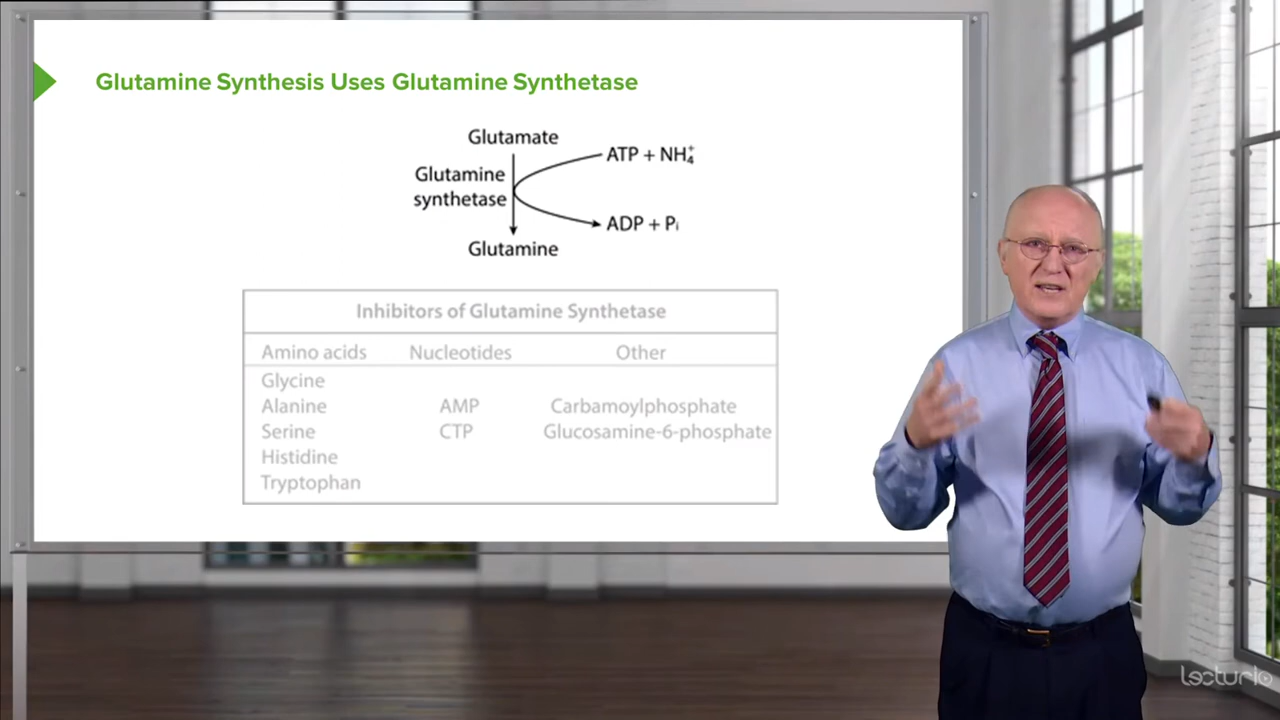 Glutamine Synthesis Uses Glutamine Synthetase
Glutamate
ATP + NH₄⁺
Glutamine
synthetase
ADP + Pᵢ
Glutamine
Inhibitors of Glutamine Synthetase
Amino acids Nucleotides Other
Glycine
Alanine AMP Carbamoylphosphate
Serine CTP Glucosamine-6-phosphate
Histidine
Tryptophan
lecturio